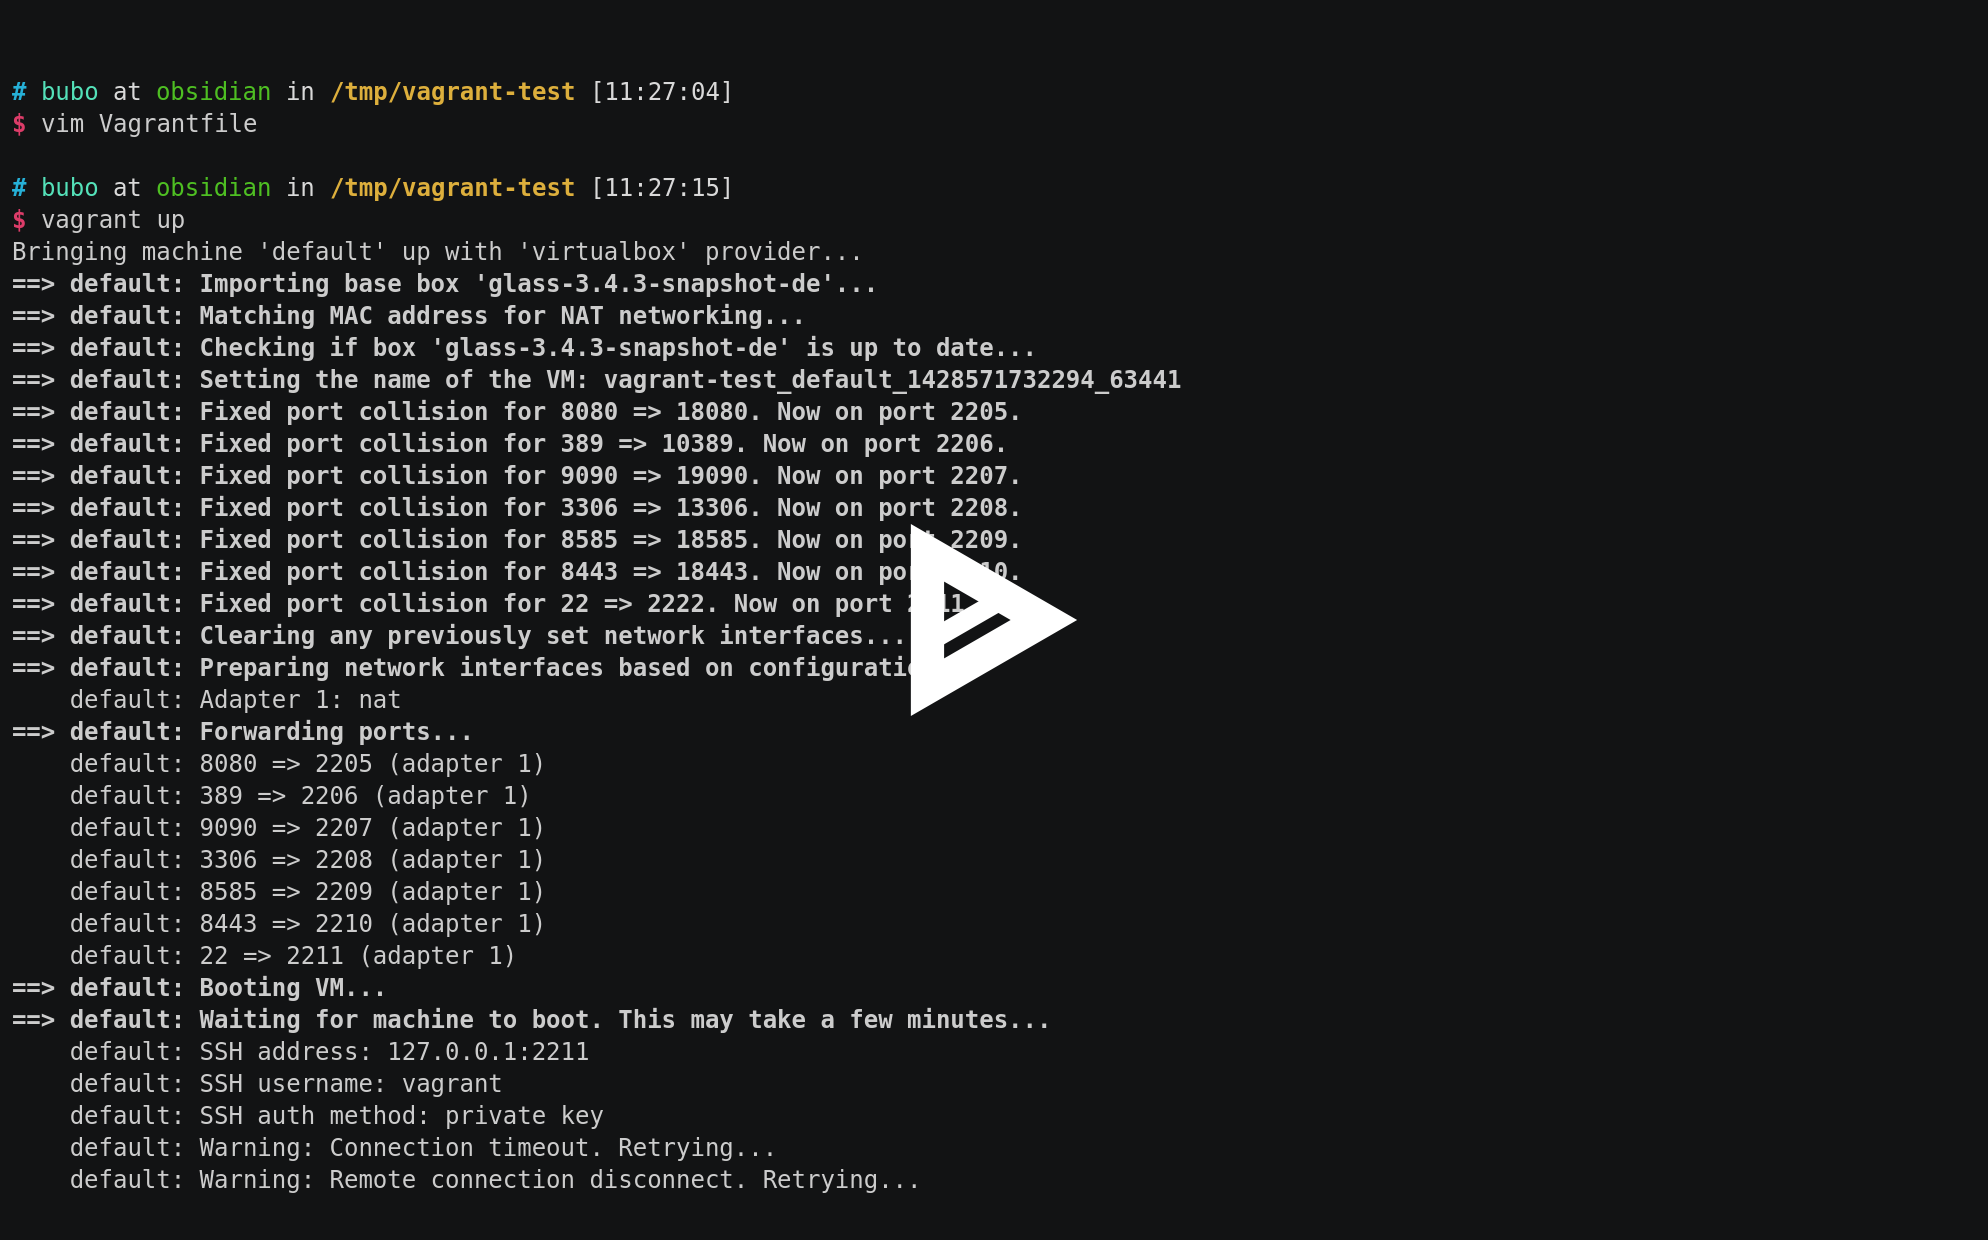 # bubo at obsidian in /tmp/vagrant-test [11:27:04]
$ vim Vagrantfile
# bubo at obsidian in /tmp/vagrant-test [11:27:15]
$ vagrant up
Bringing machine 'default' up with 'virtualbox' provider...
==> default: Importing base box 'glass-3.4.3-snapshot-de'...
==> default: Matching MAC address for NAT networking...
==> default: Checking if box 'glass-3.4.3-snapshot-de' is up to date...
==> default: Setting the name of the VM: vagrant-test_default_1428571732294_63441
==> default: Fixed port collision for 8080 => 18080. Now on port 2205.
==> default: Fixed port collision for 389 => 10389. Now on port 2206.
==> default: Fixed port collision for 9090 => 19090. Now on port 2207.
==> default: Fixed port collision for 3306 => 13306. Now on port 2208.
==> default: Fixed port collision for 8585 => 18585. Now on port 2209.
==> default: Fixed port collision for 8443 => 18443. Now on
==> default: Fixed port collision for 22 => 2222. Now on port
==> default: Clearing any previously set network interfaces...
==> default: Preparing network interfaces based on
    default: Adapter 1: nat
==> default: Forwarding ports...
    default: 8080 => 2205 (adapter 1)
    default: 389 => 2206 (adapter 1)
    default: 9090 => 2207 (adapter 1)
    default: 3306 => 2208 (adapter 1)
    default: 8585 => 2209 (adapter 1)
    default: 8443 => 2210 (adapter 1)
    default: 22 => 2211 (adapter 1)
==> default: Booting VM...
==> default: Waiting for machine to boot. This may take a few minutes...
    default: SSH address: 127.0.0.1:2211
    default: SSH username: vagrant
    default: SSH auth method: private key
    default: Warning: Connection timeout. Retrying...
    default: Warning: Remote connection disconnect. Retrying...